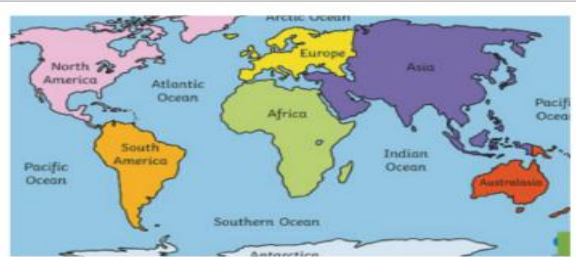 Arctic Ocean
North
America
Europe
Asia
Atlantic
Ocean
Africa
Pacific
Ocean
South
America
Indian
Ocean
Pacific
Ocean
Australasia
Southern Ocean
Antarctica